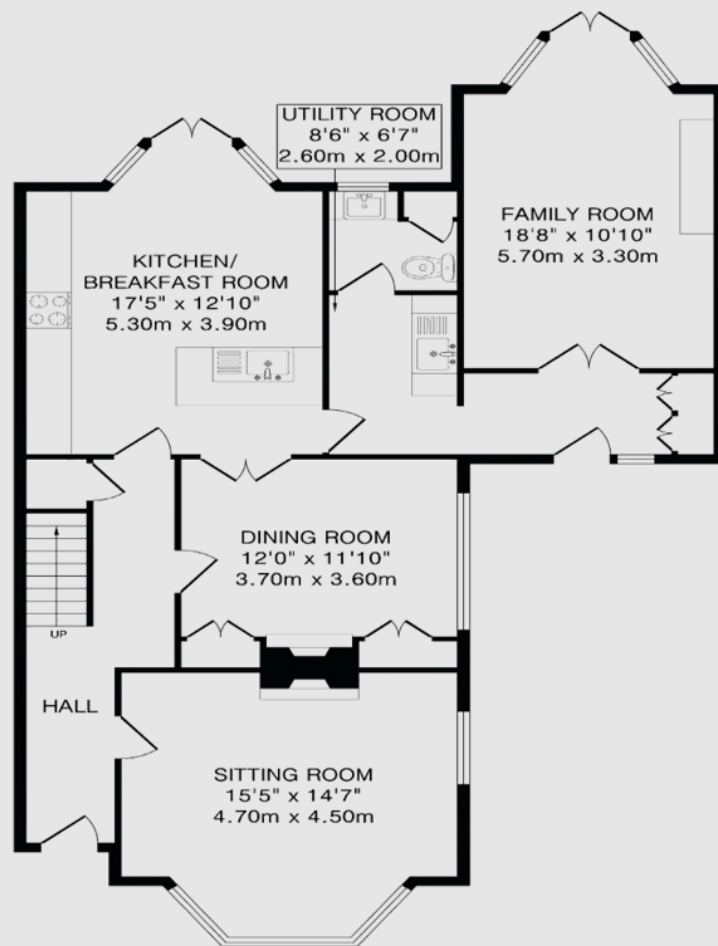 UTILITY ROOM
8'6" x 6'7"
2.60m x 2.00m
FAMILY ROOM
18'8" x 10'10"
5.70m x 3.30m
KITCHEN/
BREAKFAST ROOM
17'5" x 12'10"
5.30m x 3.90m
DINING ROOM
12'0" x 11'10"
3.70m x 3.60m
UP
HALL
SITTING ROOM
15'5" x 14'7"
4.70m x 4.50m